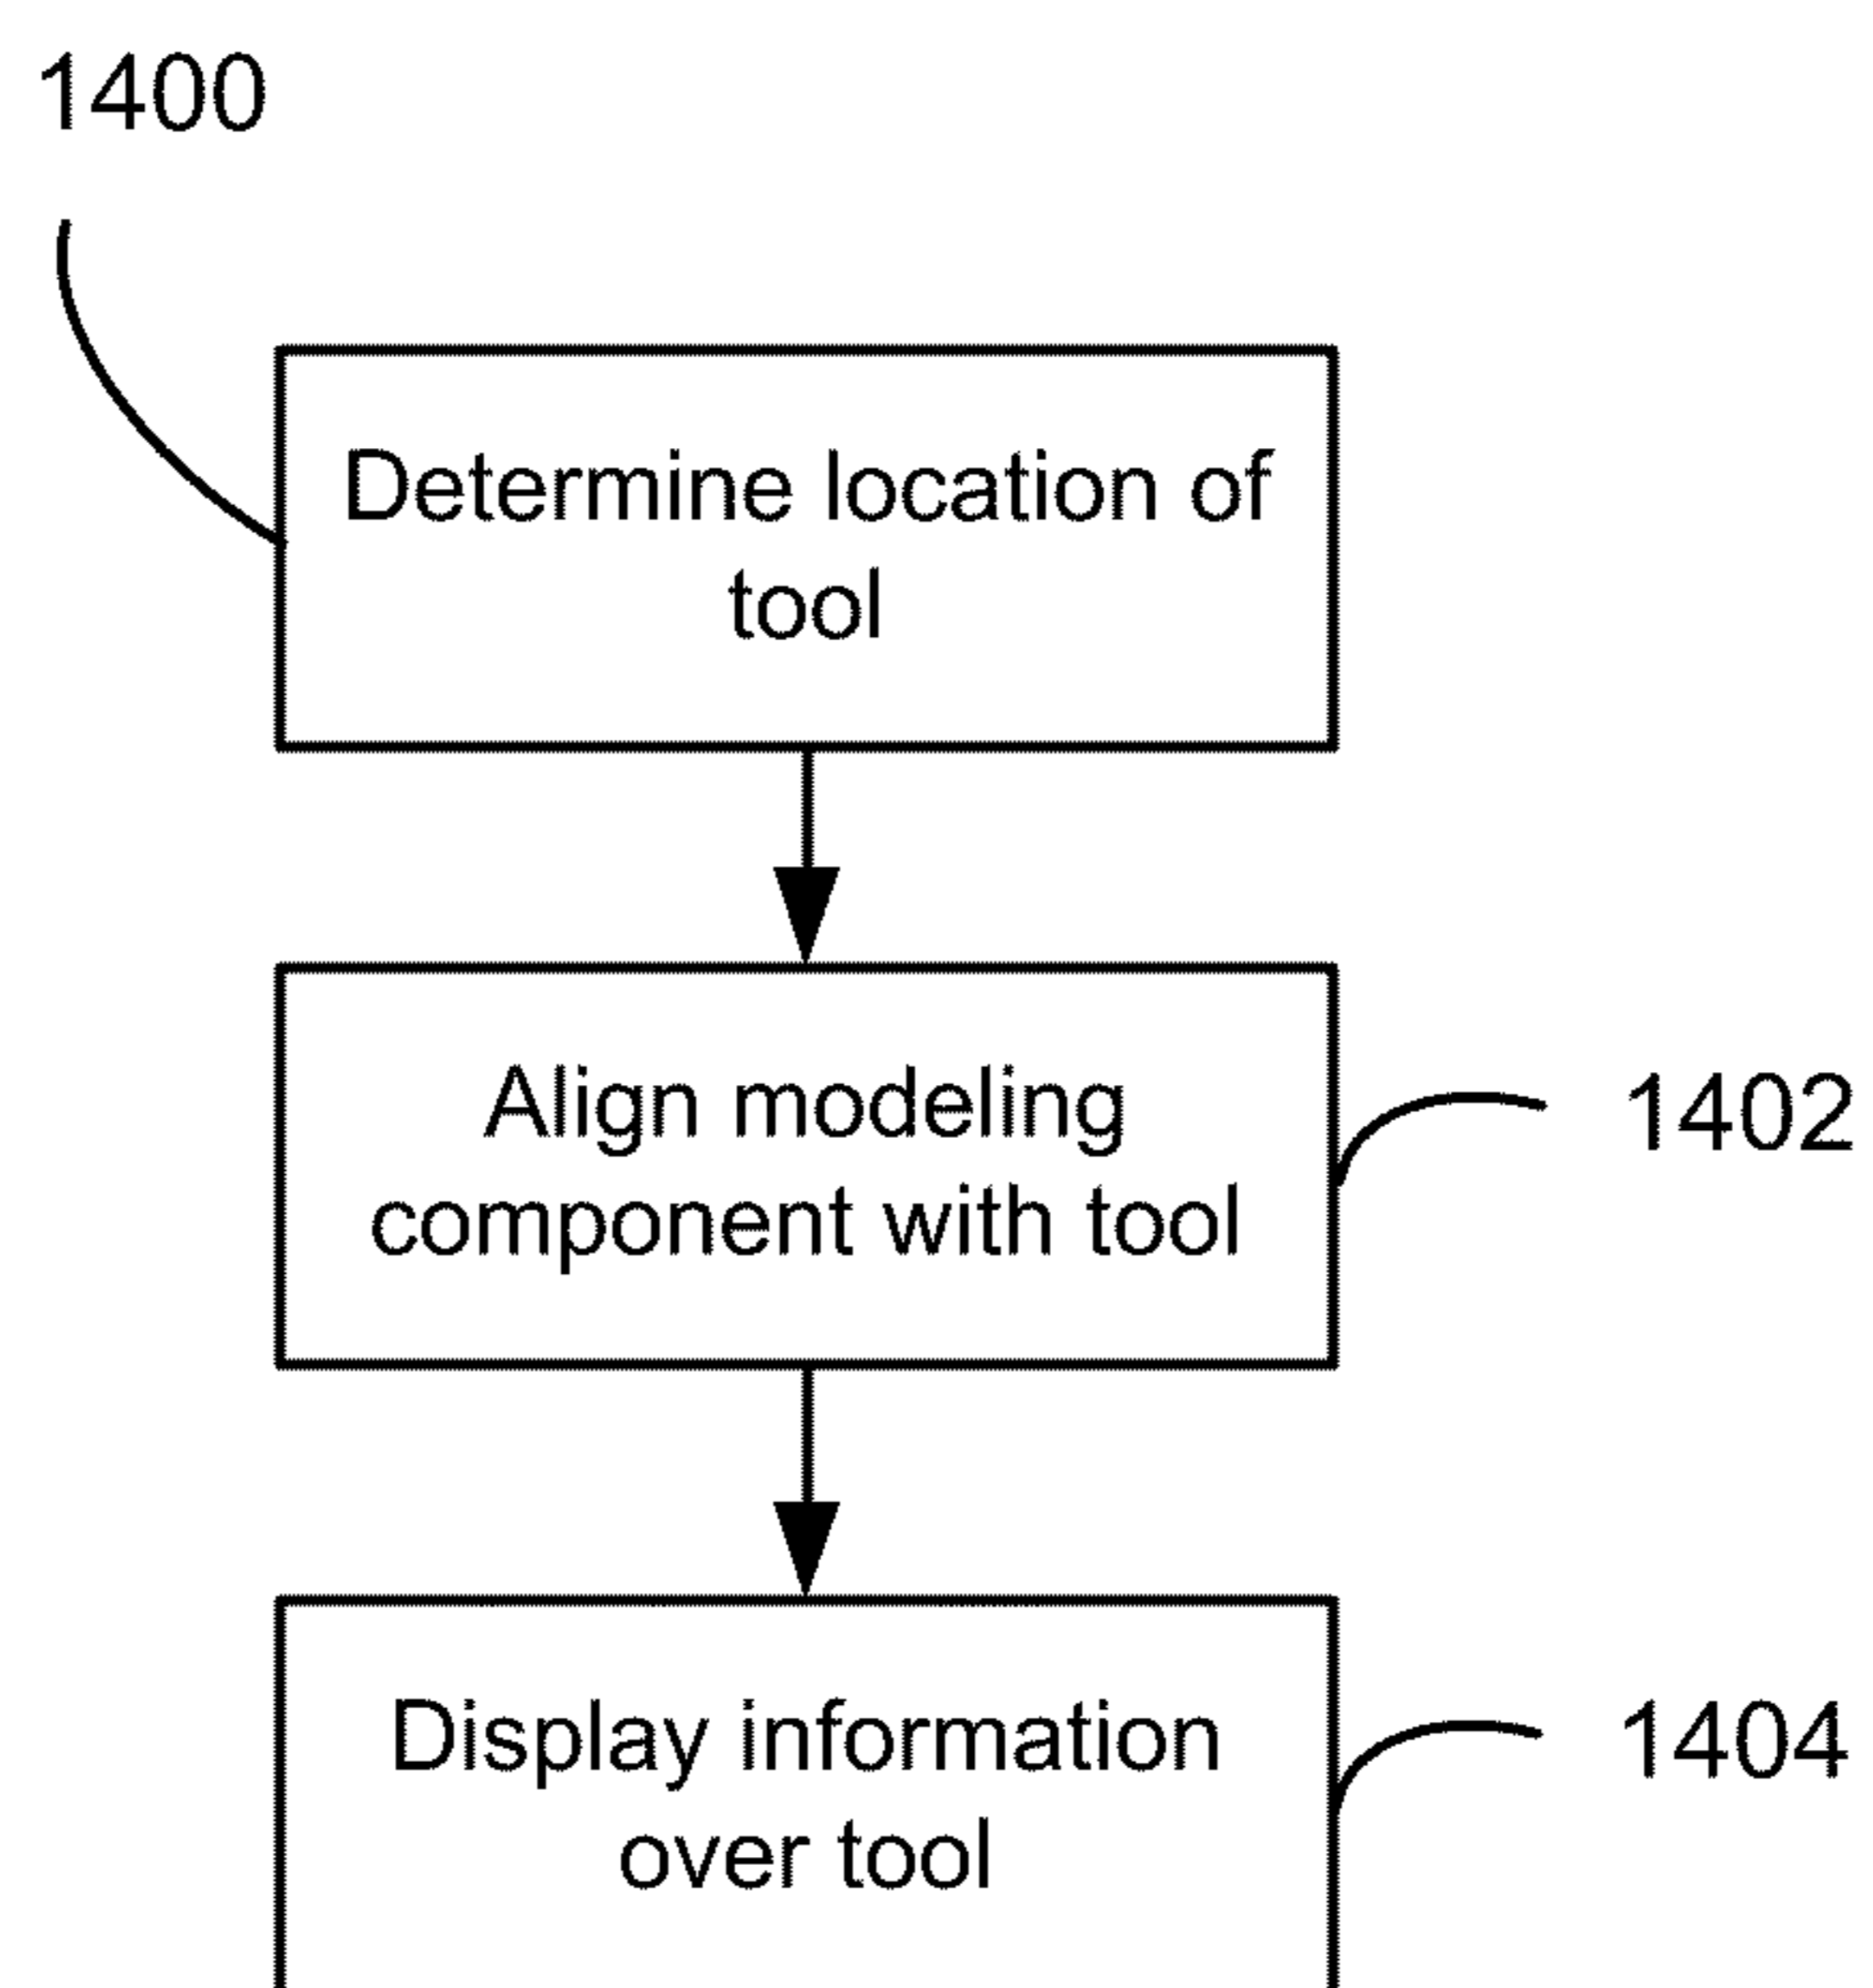 1400
Determine location of
tool
Align modeling
component with tool
1402
Display information
over tool
1404